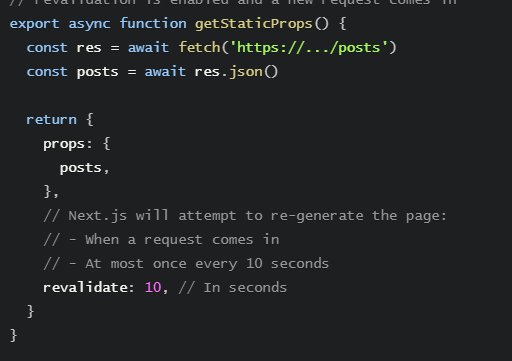 // revalidation is enabled and a new request comes in
export async function getStaticProps() {
  const res = await fetch('https://.../posts')
  const posts = await res.json()

  return {
    props: {
      posts,
    },
    // Next.js will attempt to re-generate the page:
    // - When a request comes in
    // - At most once every 10 seconds
    revalidate: 10, // In seconds
  }
}